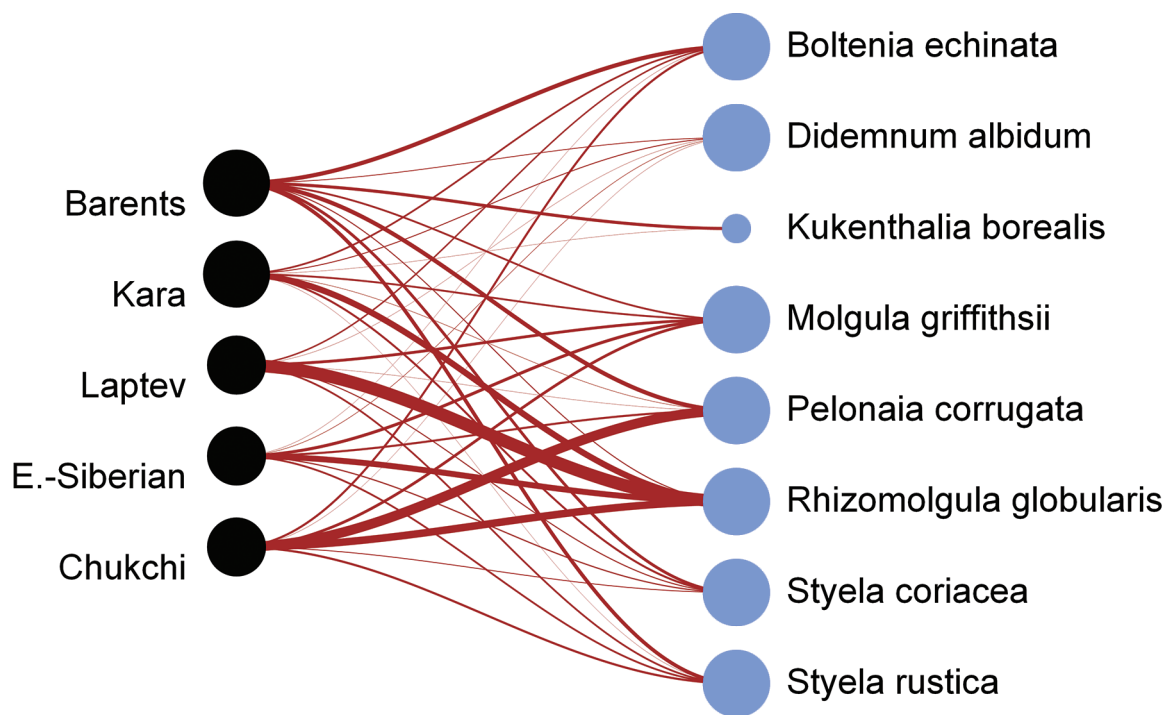 Barents
Kara
Laptev
E.-Siberian
Chukchi
Boltenia echinata
Didemnum albidum
Kukenthalia borealis
Molgula griffithsii
Pelonaia corrugata
Rhizomolgula globularis
Styela coriacea
Styela rustica